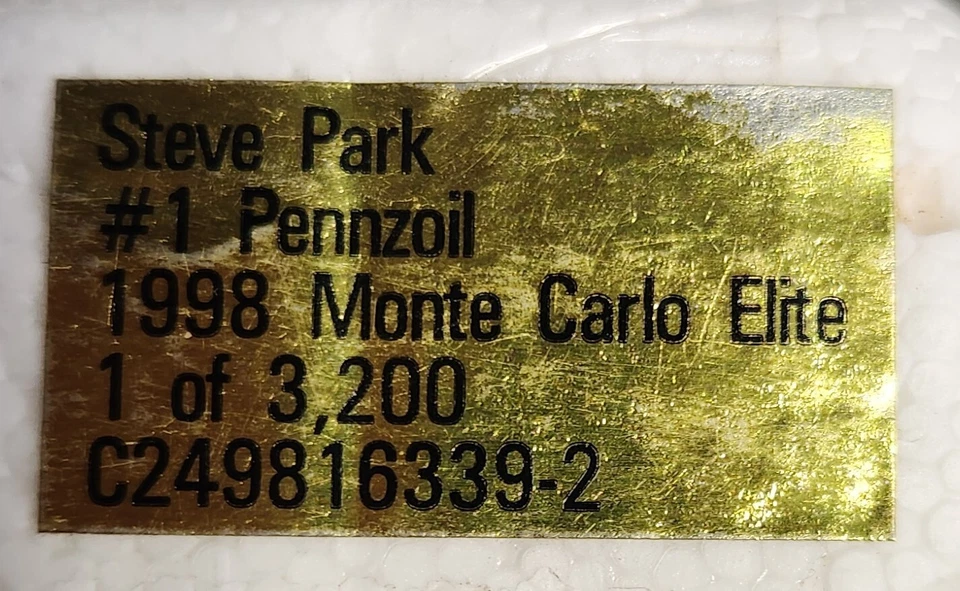 Steve Park
#1 Pennzoil
1998 Monte Carlo Elite
1 of 3,200
C249816339-2